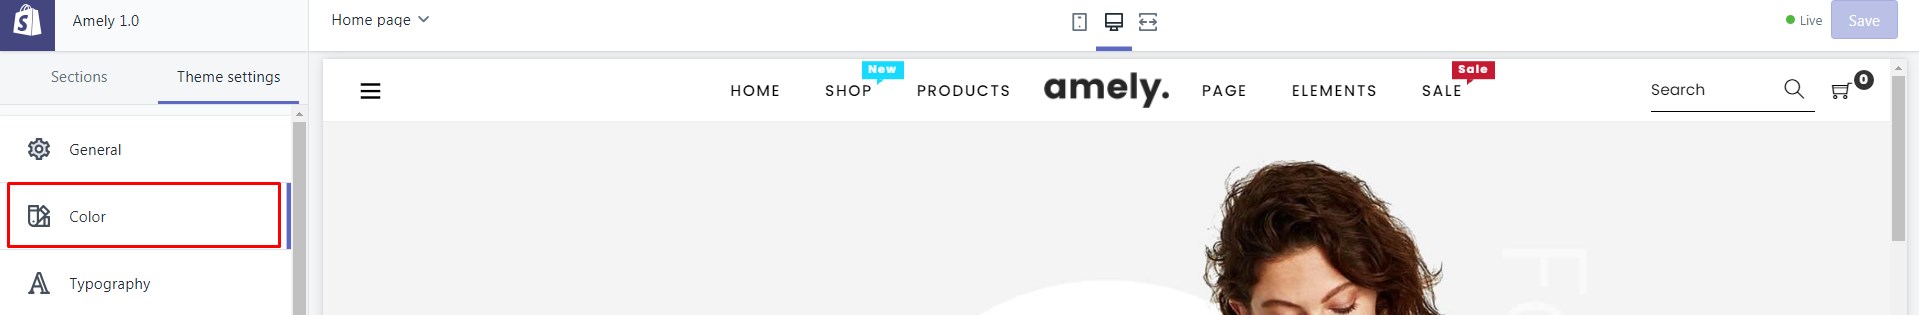 Amely 1.0
Home page
Live
Save
Sections
Theme settings
General
Color
Typography
HOME
SHOP
New
PRODUCTS
amely.
PAGE
ELEMENTS
SALE
Sale
Search
0
Fo